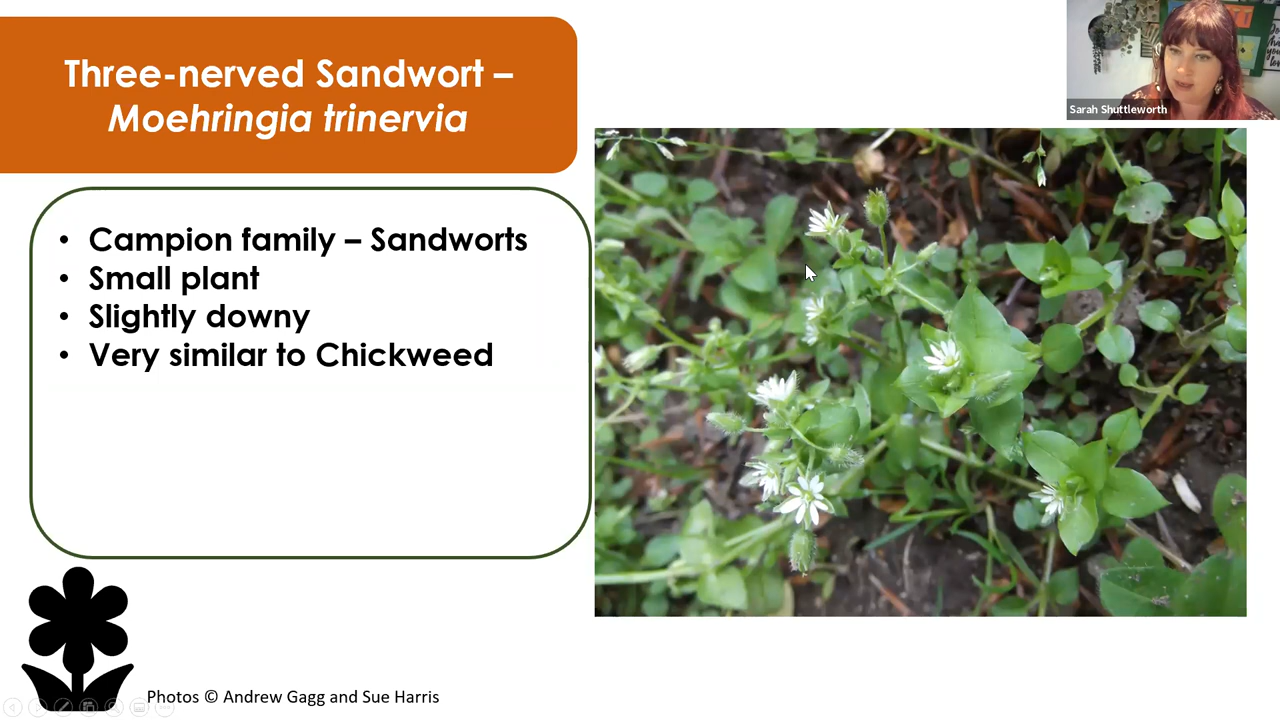 Three-nerved Sandwort –
Moehringia trinervia
Sarah Shuttleworth
• Campion family – Sandworts
• Small plant
• Slightly downy
• Very similar to Chickweed
Photos © Andrew Gagg and Sue Harris